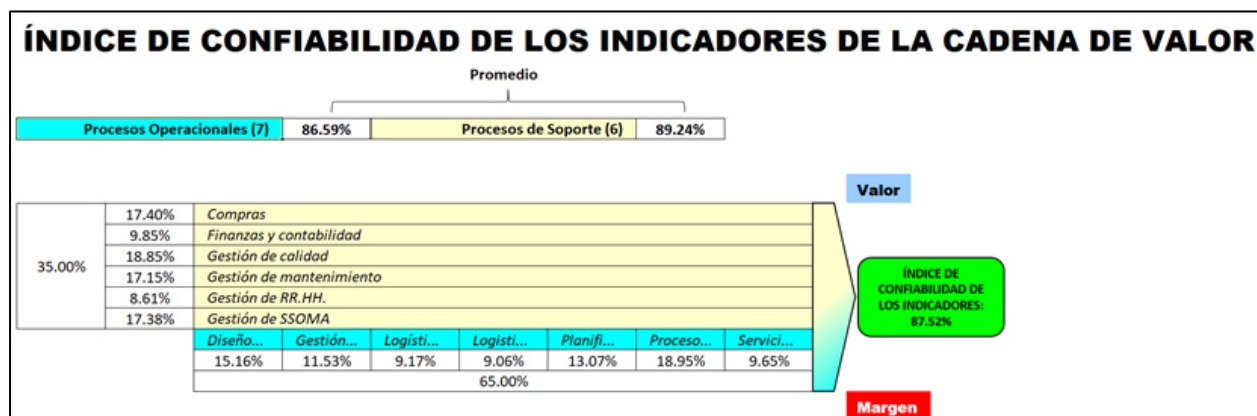 ÍNDICE DE CONFIABILIDAD DE LOS INDICADORES DE LA CADENA DE VALOR
Promedio
Procesos Operacionales (7) 86.59% Procesos de Soporte (6) 89.24%
Valor
35.00%
17.40% Compras
9.85% Finanzas y contabilidad
18.85% Gestión de calidad
17.15% Gestión de mantenimiento
8.61% Gestión de RR.HH.
17.38% Gestión de SSOMA
ÍNDICE DE
CONFIABILIDAD DE
LOS INDICADORES:
87.52%
Diseño... Gestión... Logísti... Logisti... Planifi... Proceso... Servici...
15.16% 11.53% 9.17% 9.06% 13.07% 18.95% 9.65%
65.00%
Margen